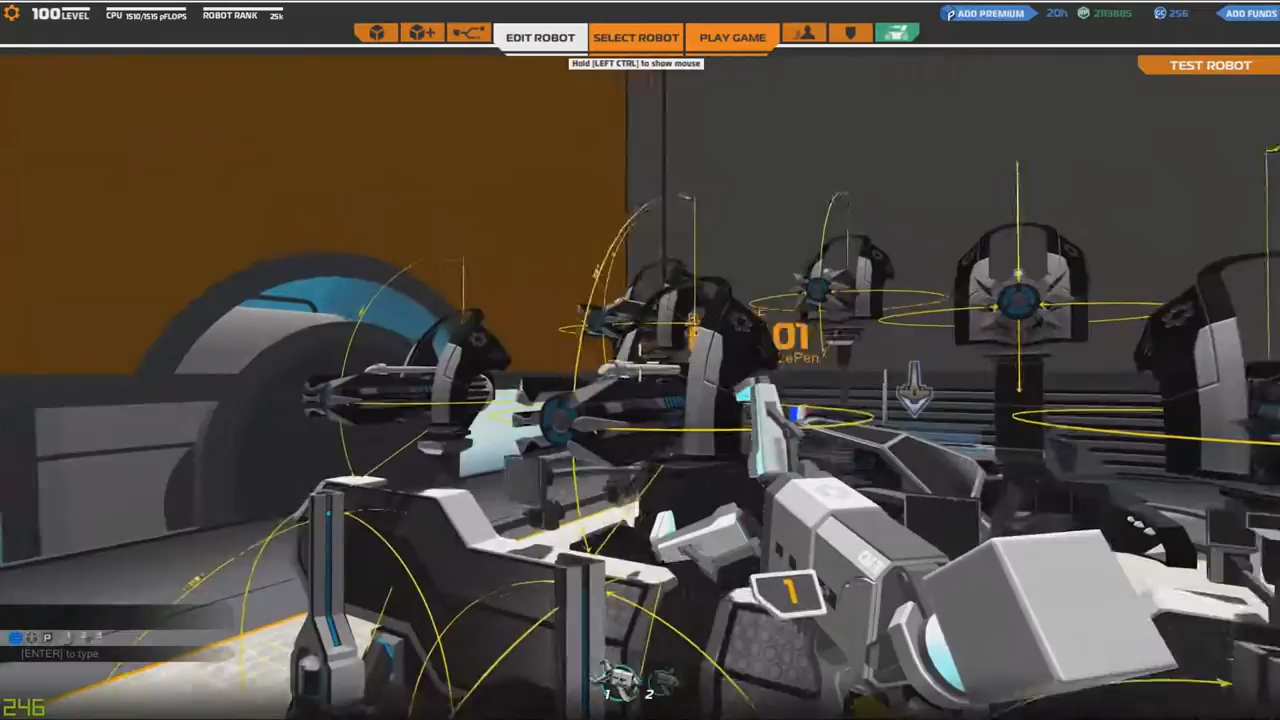 100 LEVEL
CPU 1510/1515 pFLOPS
ROBOT RANK 25k
ADD PREMIUM
20h
2113885
256
ADD FUNDS
EDIT ROBOT
SELECT ROBOT
PLAY GAME
Hold [LEFT CTRL] to show mouse
TEST ROBOT
01
1
P
[ENTER] to type
1
2
246